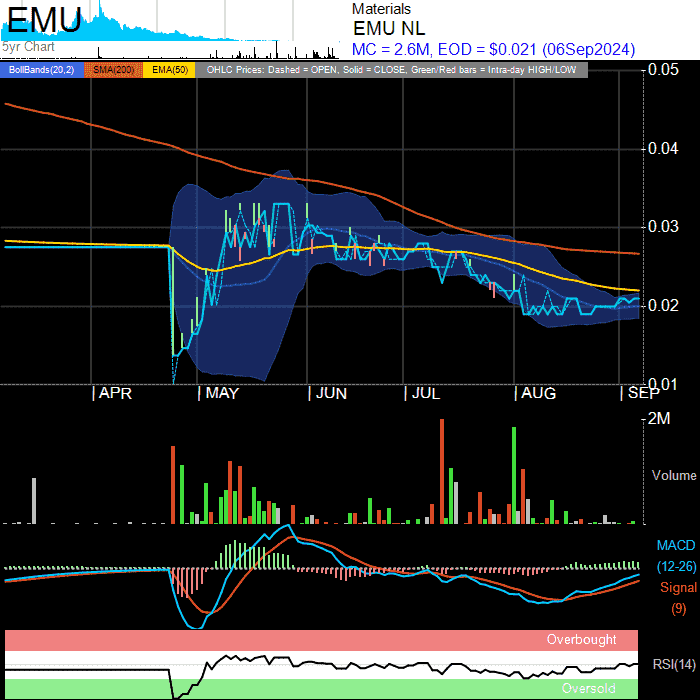 EMU
5yr Chart
Materials
EMU NL
MC = 2.6M, EOD = $0.021 (06Sep2024)
BollBands(20,2) SMA(200) EMA(50) OHLC Prices: Dashed = OPEN, Solid = CLOSE, Green/Red bars = Intra-day HIGH/LOW
0.05
0.04
0.03
0.02
0.01
APR MAY JUN JUL AUG SEP
2M
Volume
MACD
(12-26)
Signal
(9)
Overbought
RSI(14)
Oversold